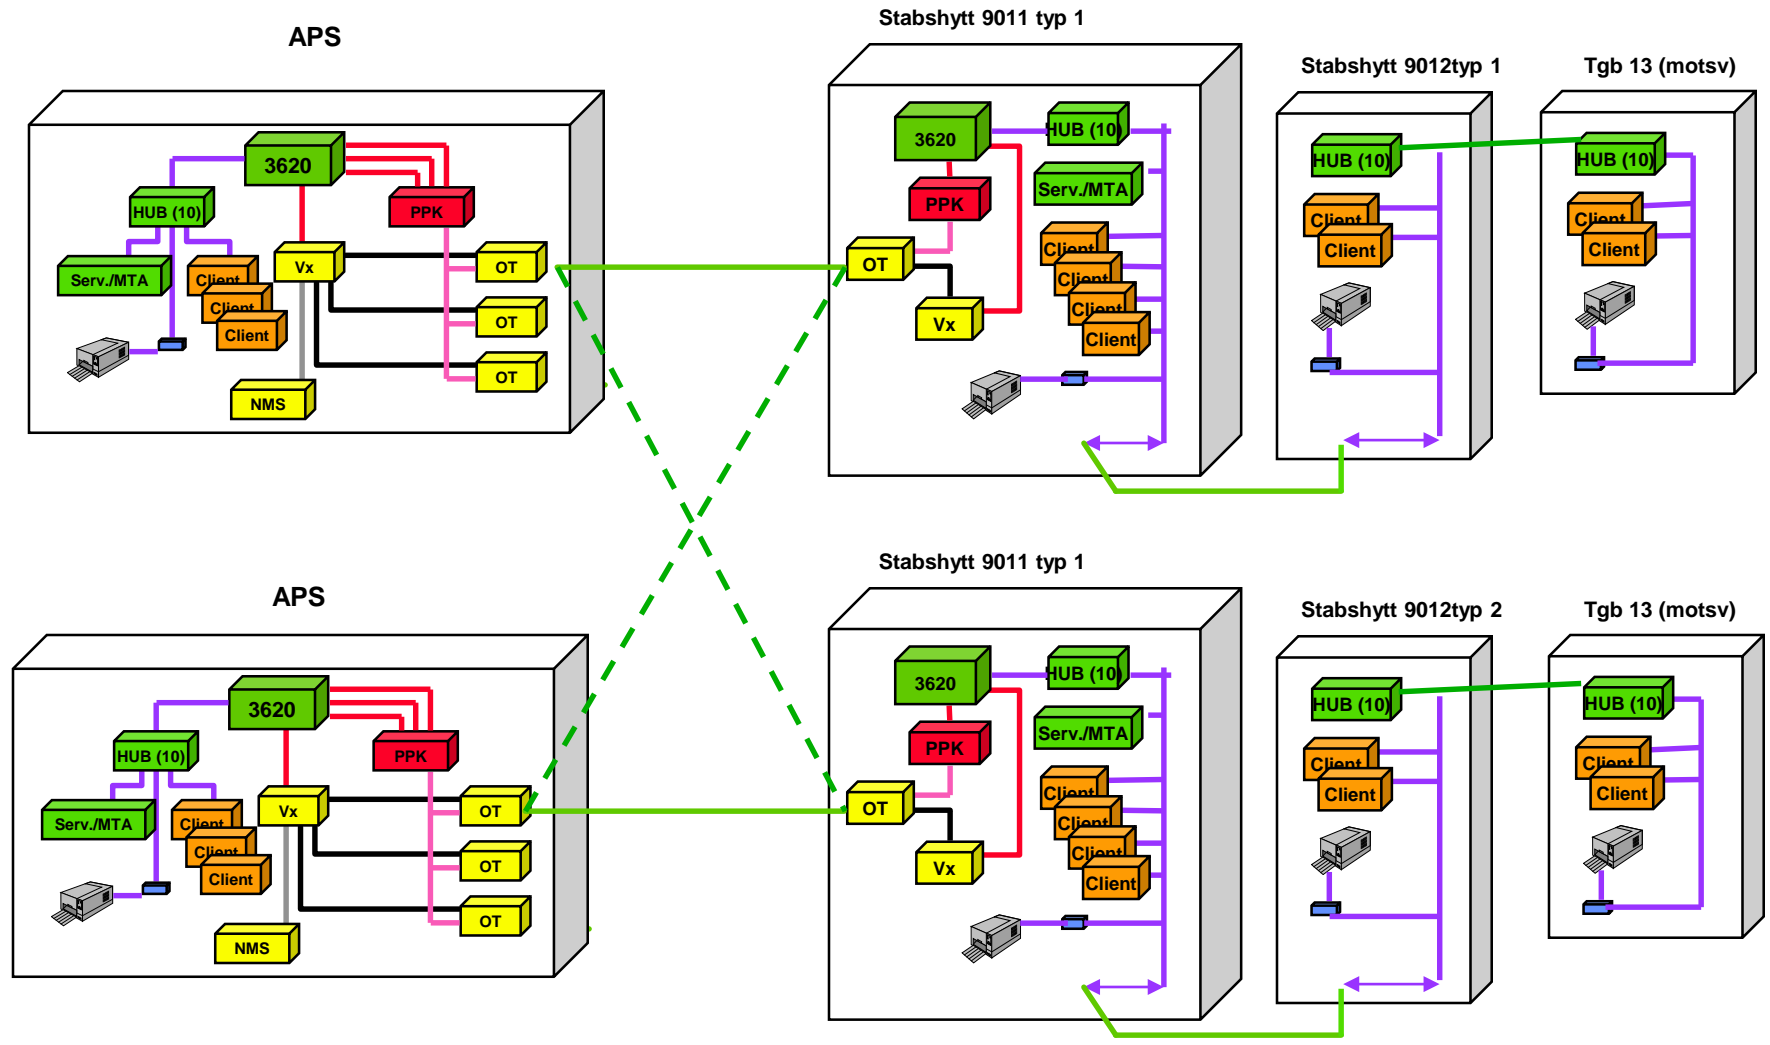 APS
3620
HUB (10)
PPK
Serv./MTA
Client
Client
Client
Vx
OT
OT
OT
NMS
Stabshytt 9011 typ 1
3620
HUB (10)
PPK
Serv./MTA
OT
Vx
Client
Client
Client
Client
Stabshytt 9012typ 1
HUB (10)
Client
Client
Tgb 13 (motsv)
HUB (10)
Client
Client
APS
3620
HUB (10)
PPK
Serv./MTA
Client
Client
Client
Vx
OT
OT
OT
NMS
Stabshytt 9011 typ 1
3620
HUB (10)
PPK
Serv./MTA
OT
Vx
Client
Client
Client
Client
Stabshytt 9012typ 2
HUB (10)
Client
Client
Tgb 13 (motsv)
HUB (10)
Client
Client